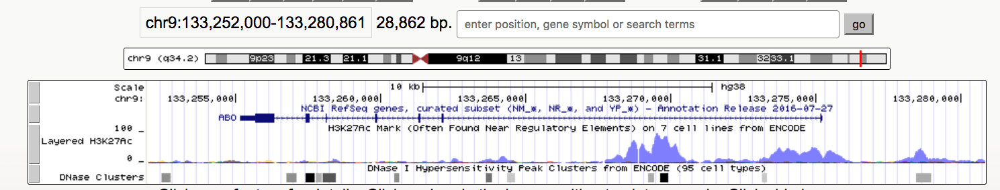 chr9:133,252,000-133,280,861 28,862 bp. enter position, gene symbol or search terms go
chr9 (q34.2) 9p23 21.3 21.1 9q12 13 31.1 32 33.1
Scale 10 kb hg38
chr9: 133,255,000 133,260,000 133,265,000 133,270,000 133,275,000 133,280,000
NCBI RefSeq genes, curated subset (NM_*, NR_*, and YP_*) - Annotation Release 2016-07-27
ABO
H3K27Ac Mark (Often Found Near Regulatory Elements) on 7 cell lines from ENCODE
100 _
Layered H3K27Ac
0 _
DNase I Hypersensitivity Peak Clusters from ENCODE (95 cell types)
DNase Clusters